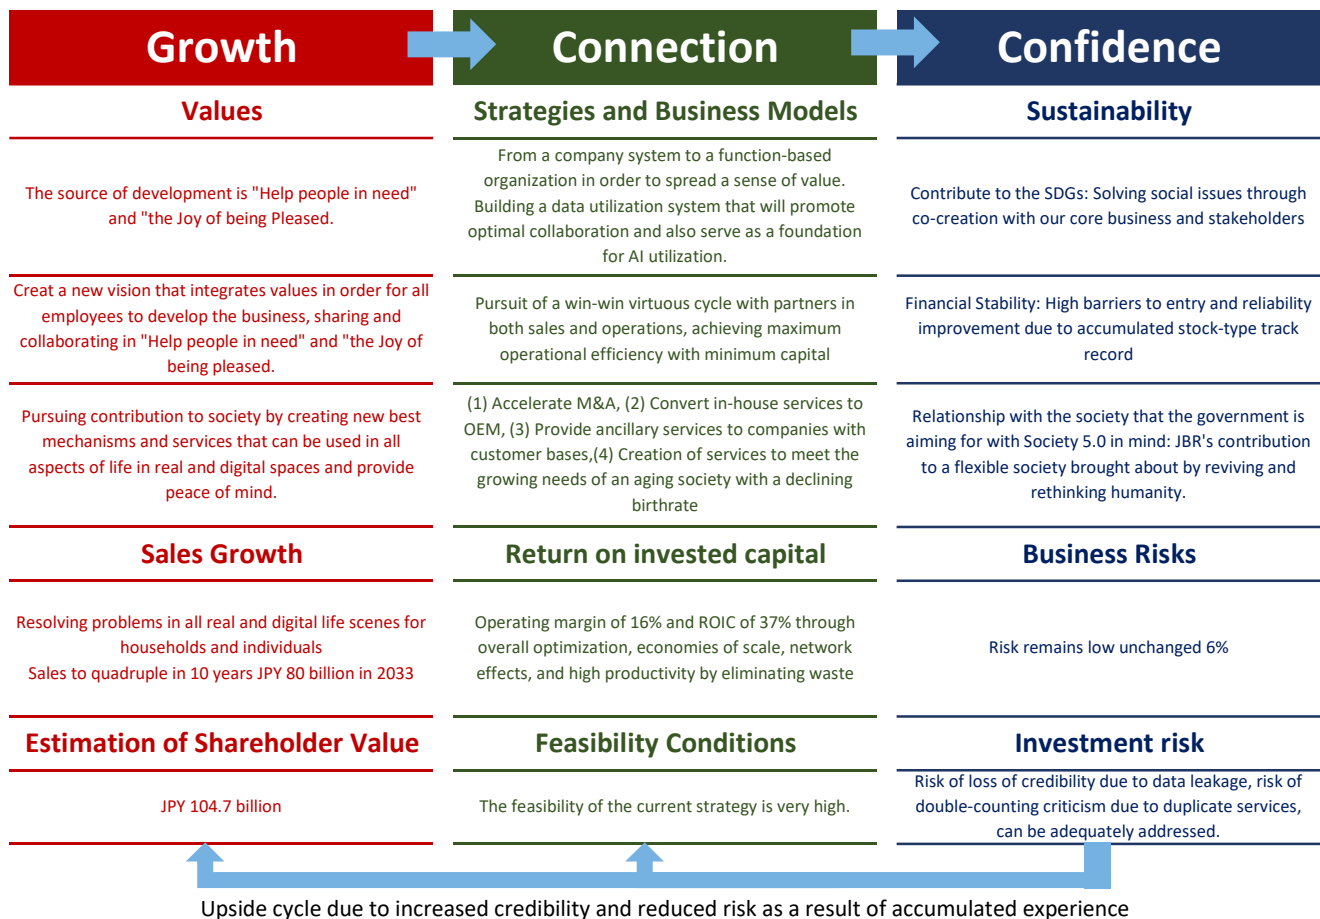 Growth
Connection
Confidence
Values
Strategies and Business Models
Sustainability
The source of development is "Help people in need"
and "the Joy of being Pleased.
From a company system to a function-based
organization in order to spread a sense of value.
Building a data utilization system that will promote
optimal collaboration and also serve as a foundation
for AI utilization.
Contribute to the SDGs: Solving social issues through
co-creation with our core business and stakeholders
Creat a new vision that integrates values in order for all
employees to develop the business, sharing and
collaborating in "Help people in need" and "the Joy of
being pleased.
Pursuit of a win-win virtuous cycle with partners in
both sales and operations, achieving maximum
operational efficiency with minimum capital
Financial Stability: High barriers to entry and reliability
improvement due to accumulated stock-type track
record
Pursuing contribution to society by creating new best
mechanisms and services that can be used in all
aspects of life in real and digital spaces and provide
peace of mind.
(1) Accelerate M&A, (2) Convert in-house services to
OEM, (3) Provide ancillary services to companies with
customer bases,(4) Creation of services to meet the
growing needs of an aging society with a declining
birthrate
Relationship with the society that the government is
aiming for with Society 5.0 in mind: JBR's contribution
to a flexible society brought about by reviving and
rethinking humanity.
Sales Growth
Return on invested capital
Business Risks
Resolving problems in all real and digital life scenes for
households and individuals
Sales to quadruple in 10 years JPY 80 billion in 2033
Operating margin of 16% and ROIC of 37% through
overall optimization, economies of scale, network
effects, and high productivity by eliminating waste
Risk remains low unchanged 6%
Estimation of Shareholder Value
Feasibility Conditions
Investment risk
JPY 104.7 billion
The feasibility of the current strategy is very high.
Risk of loss of credibility due to data leakage, risk of
double-counting criticism due to duplicate services,
can be adequately addressed.
Upside cycle due to increased credibility and reduced risk as a result of accumulated experience